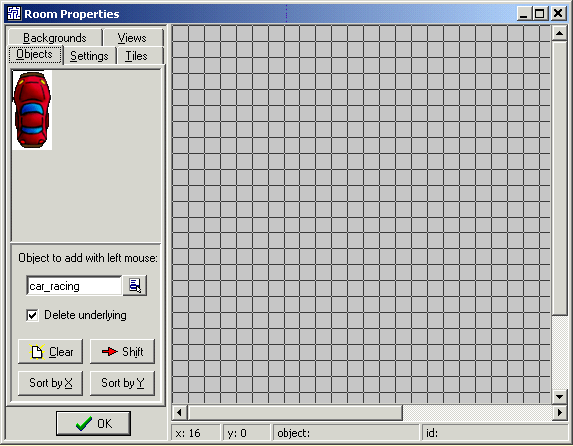 Room Properties
Backgrounds Views
Objects Settings Tiles
Object to add with left mouse:
car_racing
Delete underlying
Clear Shift
Sort by X Sort by Y
OK
x: 16 y: 0 object: id: